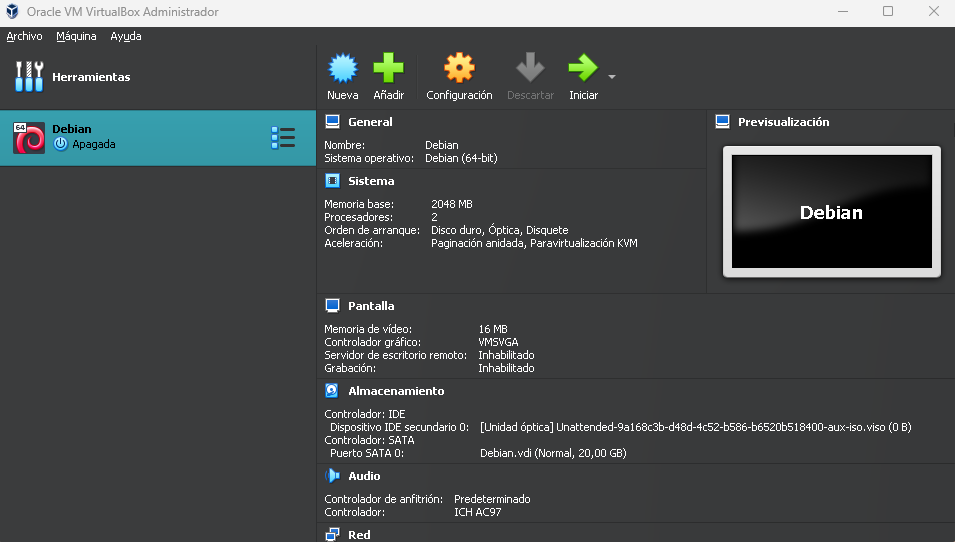 Oracle VM VirtualBox Administrador
Archivo Máquina Ayuda
Herramientas
Nueva Añadir Configuración Descartar Iniciar
64
Debian
Apagada
General
Nombre: Debian
Sistema operativo: Debian (64-bit)
Sistema
Memoria base: 2048 MB
Procesadores: 2
Orden de arranque: Disco duro, Óptica, Disquete
Aceleración: Paginación anidada, Paravirtualización KVM
Previsualización
Debian
Pantalla
Memoria de vídeo: 16 MB
Controlador gráfico: VMSVGA
Servidor de escritorio remoto: Inhabilitado
Grabación: Inhabilitado
Almacenamiento
Controlador: IDE
Dispositivo IDE secundario 0: [Unidad óptica] Unattended-9a168c3b-d48d-4c52-b586-b6520b518400-aux-iso.viso (0 B)
Controlador: SATA
Puerto SATA 0: Debian.vdi (Normal, 20,00 GB)
Audio
Controlador de anfitrión: Predeterminado
Controlador: ICH AC97
Red